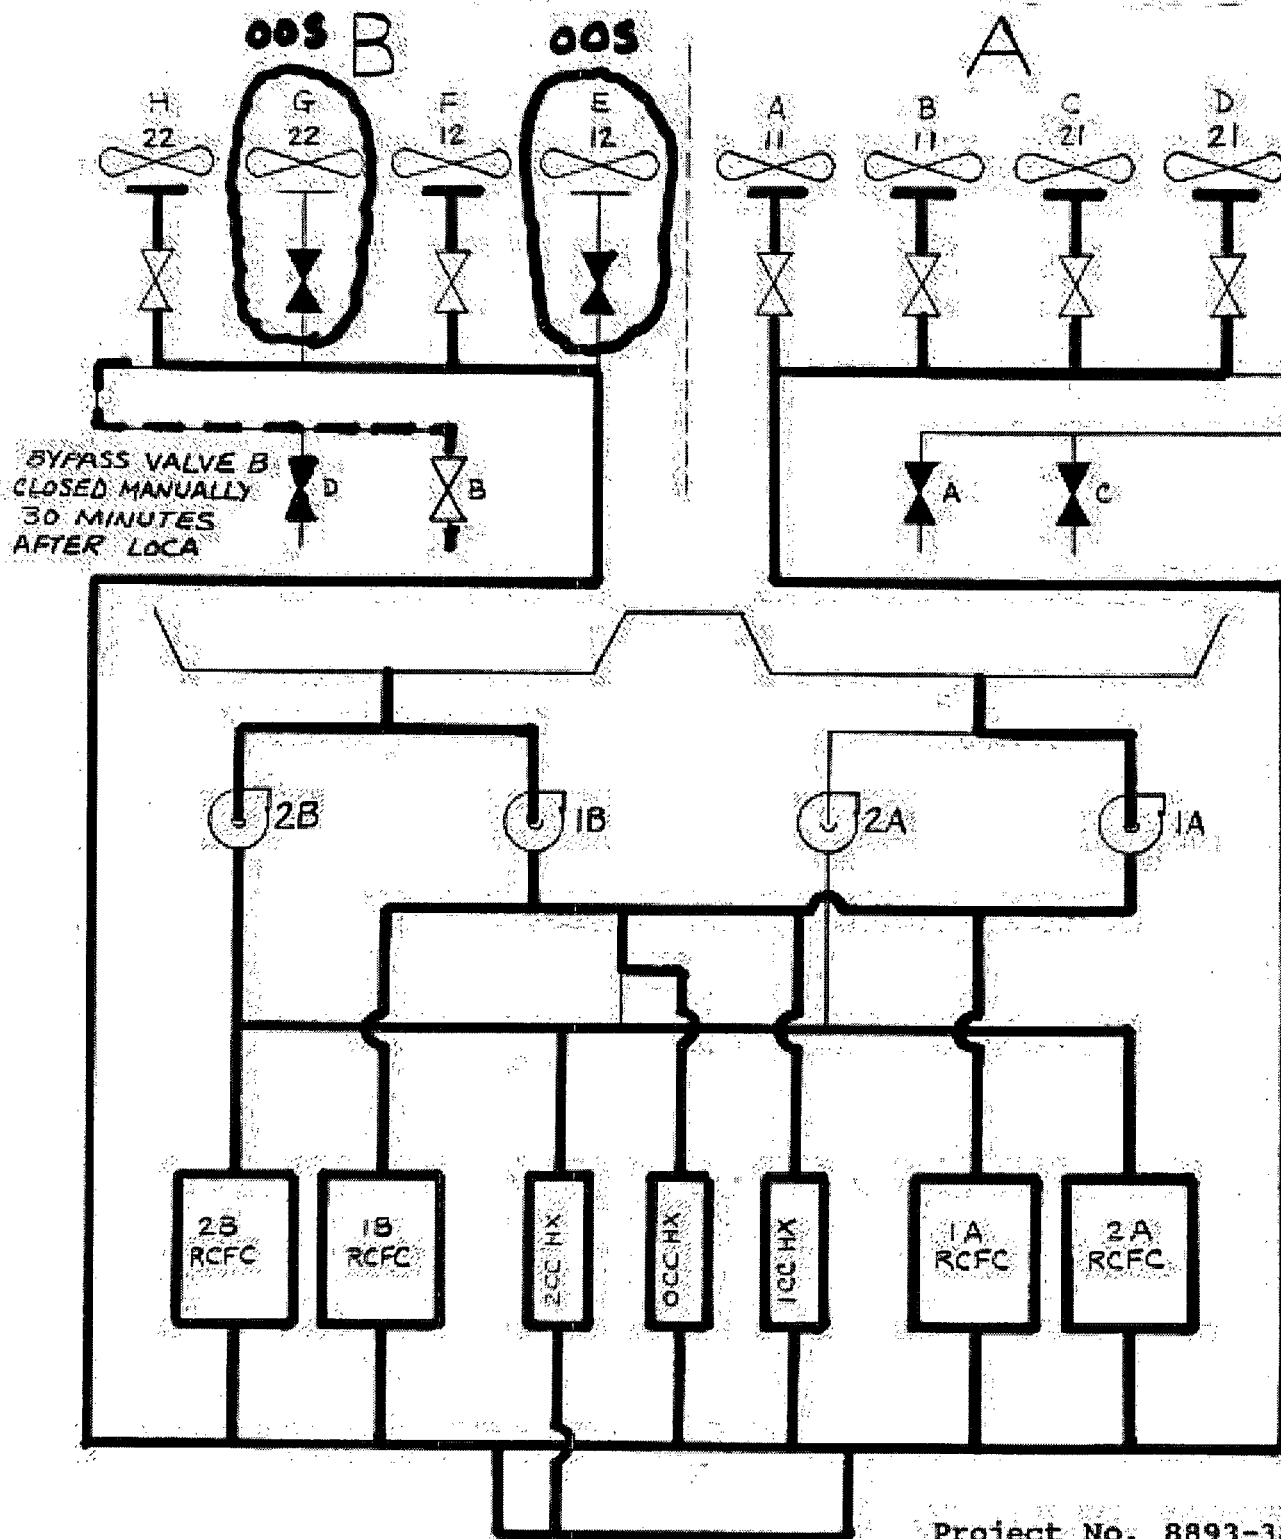 OOS B OOS A
H G F E A B C D
22 22 12 12 11 11 21 21
BYPASS VALVE B
CLOSED MANUALLY
30 MINUTES
AFTER LOCA
D B A C
2B 1B 2A 1A
2B RCFC
1B RCFC
2CC HX
0CC HX
1CC HX
1A RCFC
2A RCFC
Project No. 8893-3